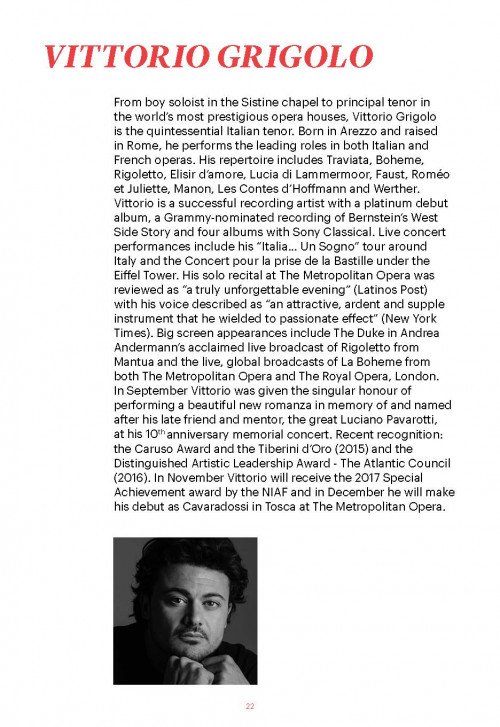 VITTORIO GRIGOLO
From boy soloist in the Sistine chapel to principal tenor in
the world's most prestigious opera houses, Vittorio Grigolo
is the quintessential Italian tenor. Born in Arezzo and raised
in Rome, he performs the leading roles in both Italian and
French operas. His repertoire includes Traviata, Boheme,
Rigoletto, Elisir d'amore, Lucia di Lammermoor, Faust, Roméo
et Juliette, Manon, Les Contes d'Hoffmann and Werther.
Vittorio is a successful recording artist with a platinum debut
album, a Grammy-nominated recording of Bernstein's West
Side Story and four albums with Sony Classical. Live concert
performances include his "Italia... Un Sogno" tour around
Italy and the Concert pour la prise de la Bastille under the
Eiffel Tower. His solo recital at The Metropolitan Opera was
reviewed as "a truly unforgettable evening" (Latinos Post)
with his voice described as "an attractive, ardent and supple
instrument that he wielded to passionate effect" (New York
Times). Big screen appearances include The Duke in Andrea
Andermann's acclaimed live broadcast of Rigoletto from
Mantua and the live, global broadcasts of La Boheme from
both The Metropolitan Opera and The Royal Opera, London.
In September Vittorio was given the singular honour of
performing a beautiful new romanza in memory of and named
after his late friend and mentor, the great Luciano Pavarotti,
at his 10th anniversary memorial concert. Recent recognition:
the Caruso Award and the Tiberini d'Oro (2015) and the
Distinguished Artistic Leadership Award - The Atlantic Council
(2016). In November Vittorio will receive the 2017 Special
Achievement award by the NIAF and in December he will make
his debut as Cavaradossi in Tosca at The Metropolitan Opera.
22